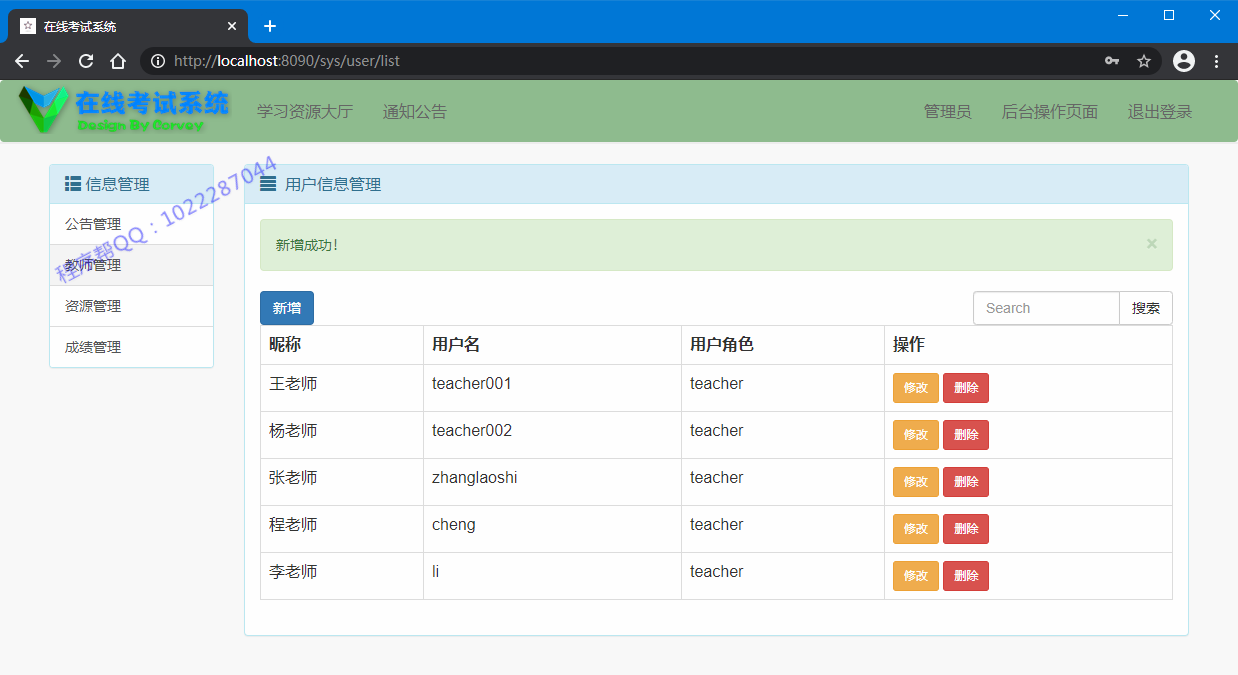 在线考试系统
http://localhost:8090/sys/user/list
在线考试系统
Design By Convey
学习资源大厅 通知公告 管理员 后台操作页面 退出登录
信息管理
公告管理
教师管理
资源管理
成绩管理
程序帮QQ：1022287044
用户信息管理
新增成功！ ×
新增 Search 搜索
昵称 用户名 用户角色 操作
王老师 teacher001 teacher 修改 删除
杨老师 teacher002 teacher 修改 删除
张老师 zhanglaoshi teacher 修改 删除
程老师 cheng teacher 修改 删除
李老师 li teacher 修改 删除